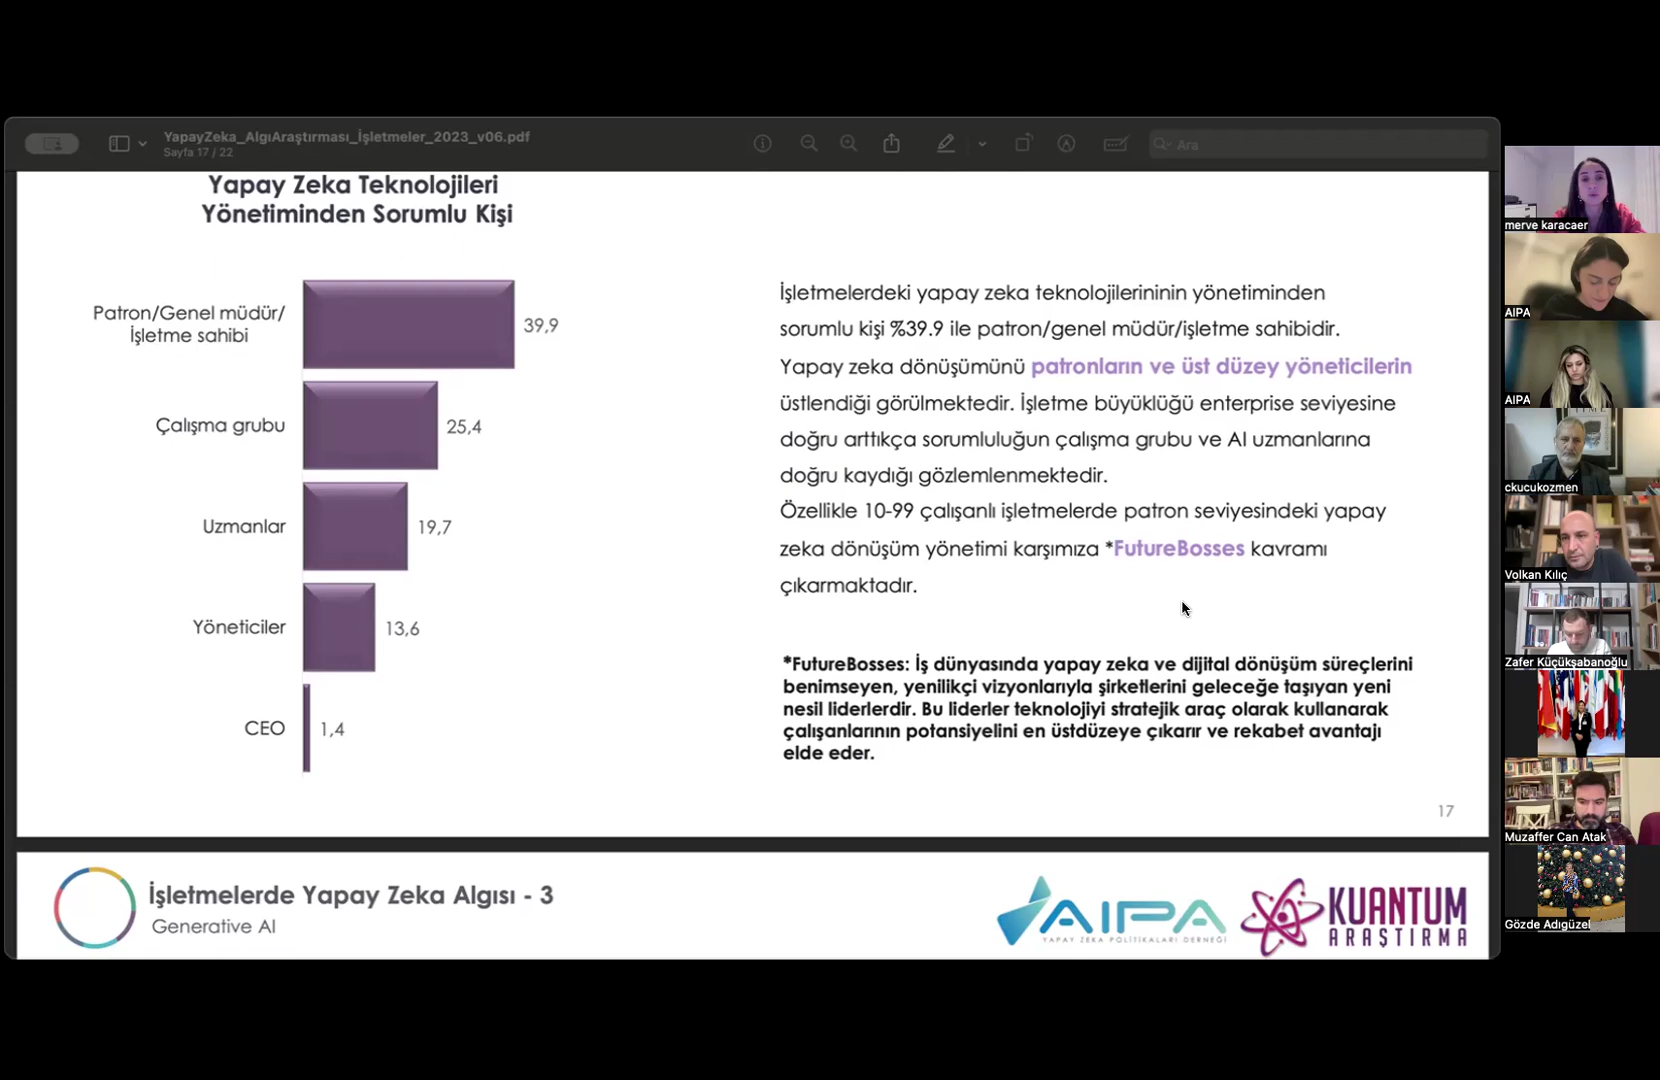 YapayZeka_AlgıAraştırması_İşletmeler_2023_v06.pdf
Sayfa 17 / 22
Ara
Yapay Zeka Teknolojileri
Yönetiminden Sorumlu Kişi
Patron/Genel müdür/
İşletme sahibi
39,9
Çalışma grubu
25,4
Uzmanlar
19,7
Yöneticiler
13,6
CEO
1,4
İşletmelerdeki yapay zeka teknolojilerininin yönetiminden
sorumlu kişi %39.9 ile patron/genel müdür/işletme sahibidir.
Yapay zeka dönüşümünü patronların ve üst düzey yöneticilerin
üstlendiği görülmektedir. İşletme büyüklüğü enterprise seviyesine
doğru arttıkça sorumluluğun çalışma grubu ve AI uzmanlarına
doğru kaydığı gözlemlenmektedir.
Özellikle 10-99 çalışanlı işletmelerde patron seviyesindeki yapay
zeka dönüşüm yönetimi karşımıza *FutureBosses kavramı
çıkarmaktadır.
*FutureBosses: İş dünyasında yapay zeka ve dijital dönüşüm süreçlerini
benimseyen, yenilikçi vizyonlarıyla şirketlerini geleceğe taşıyan yeni
nesil liderlerdir. Bu liderler teknolojiyi stratejik araç olarak kullanarak
çalışanlarının potansiyelini en üstdüzeye çıkarır ve rekabet avantajı
elde eder.
17
İşletmelerde Yapay Zeka Algısı - 3
Generative AI
AIPA
YAPAY ZEKA POLİTİKALARI DERNEĞİ
KUANTUM
ARAŞTIRMA
merve karacaer
AIPA
AIPA
TIME
ckucukozmen
Volkan Kılıç
Zafer Küçükşabanoğlu
Muzaffer Can Atak
Gözde Adıgüzel